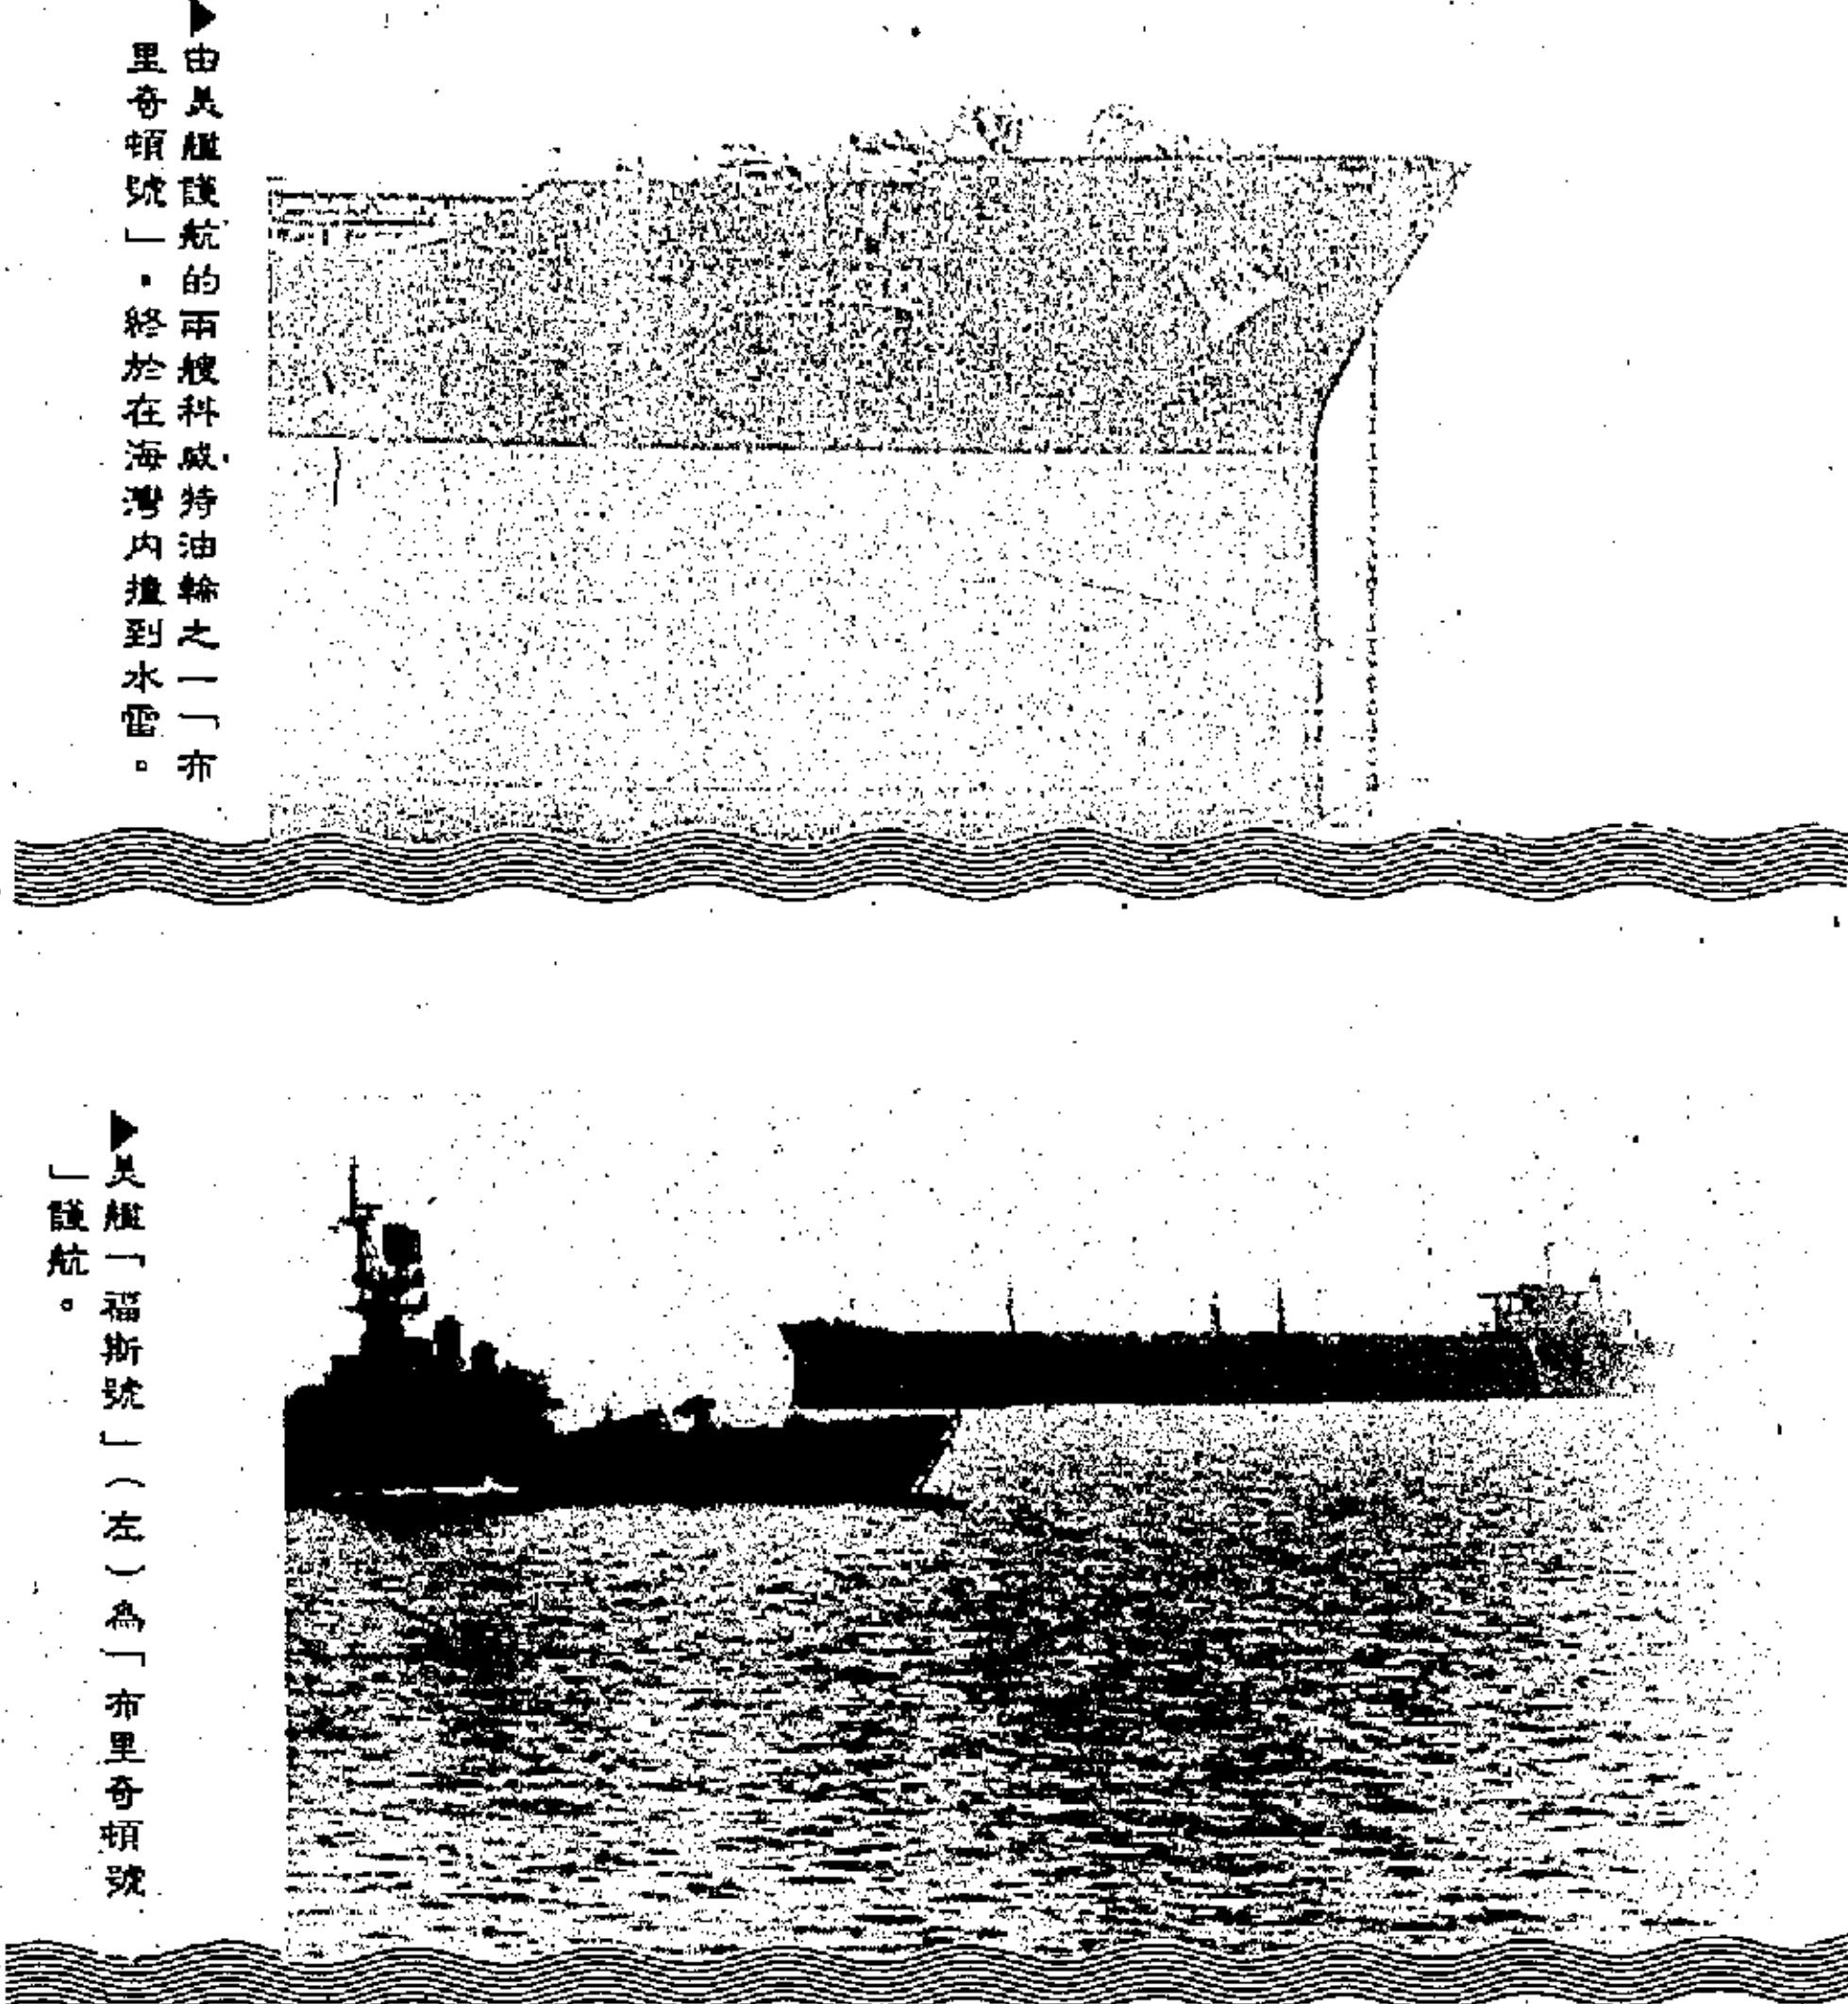 ▶由美艦護航的兩艘科威特油輪之一「布
里奇頓號」,終於在海灣內撞到水雷。
▶美艦「福斯號」(左)為「布里奇頓號
」護航。